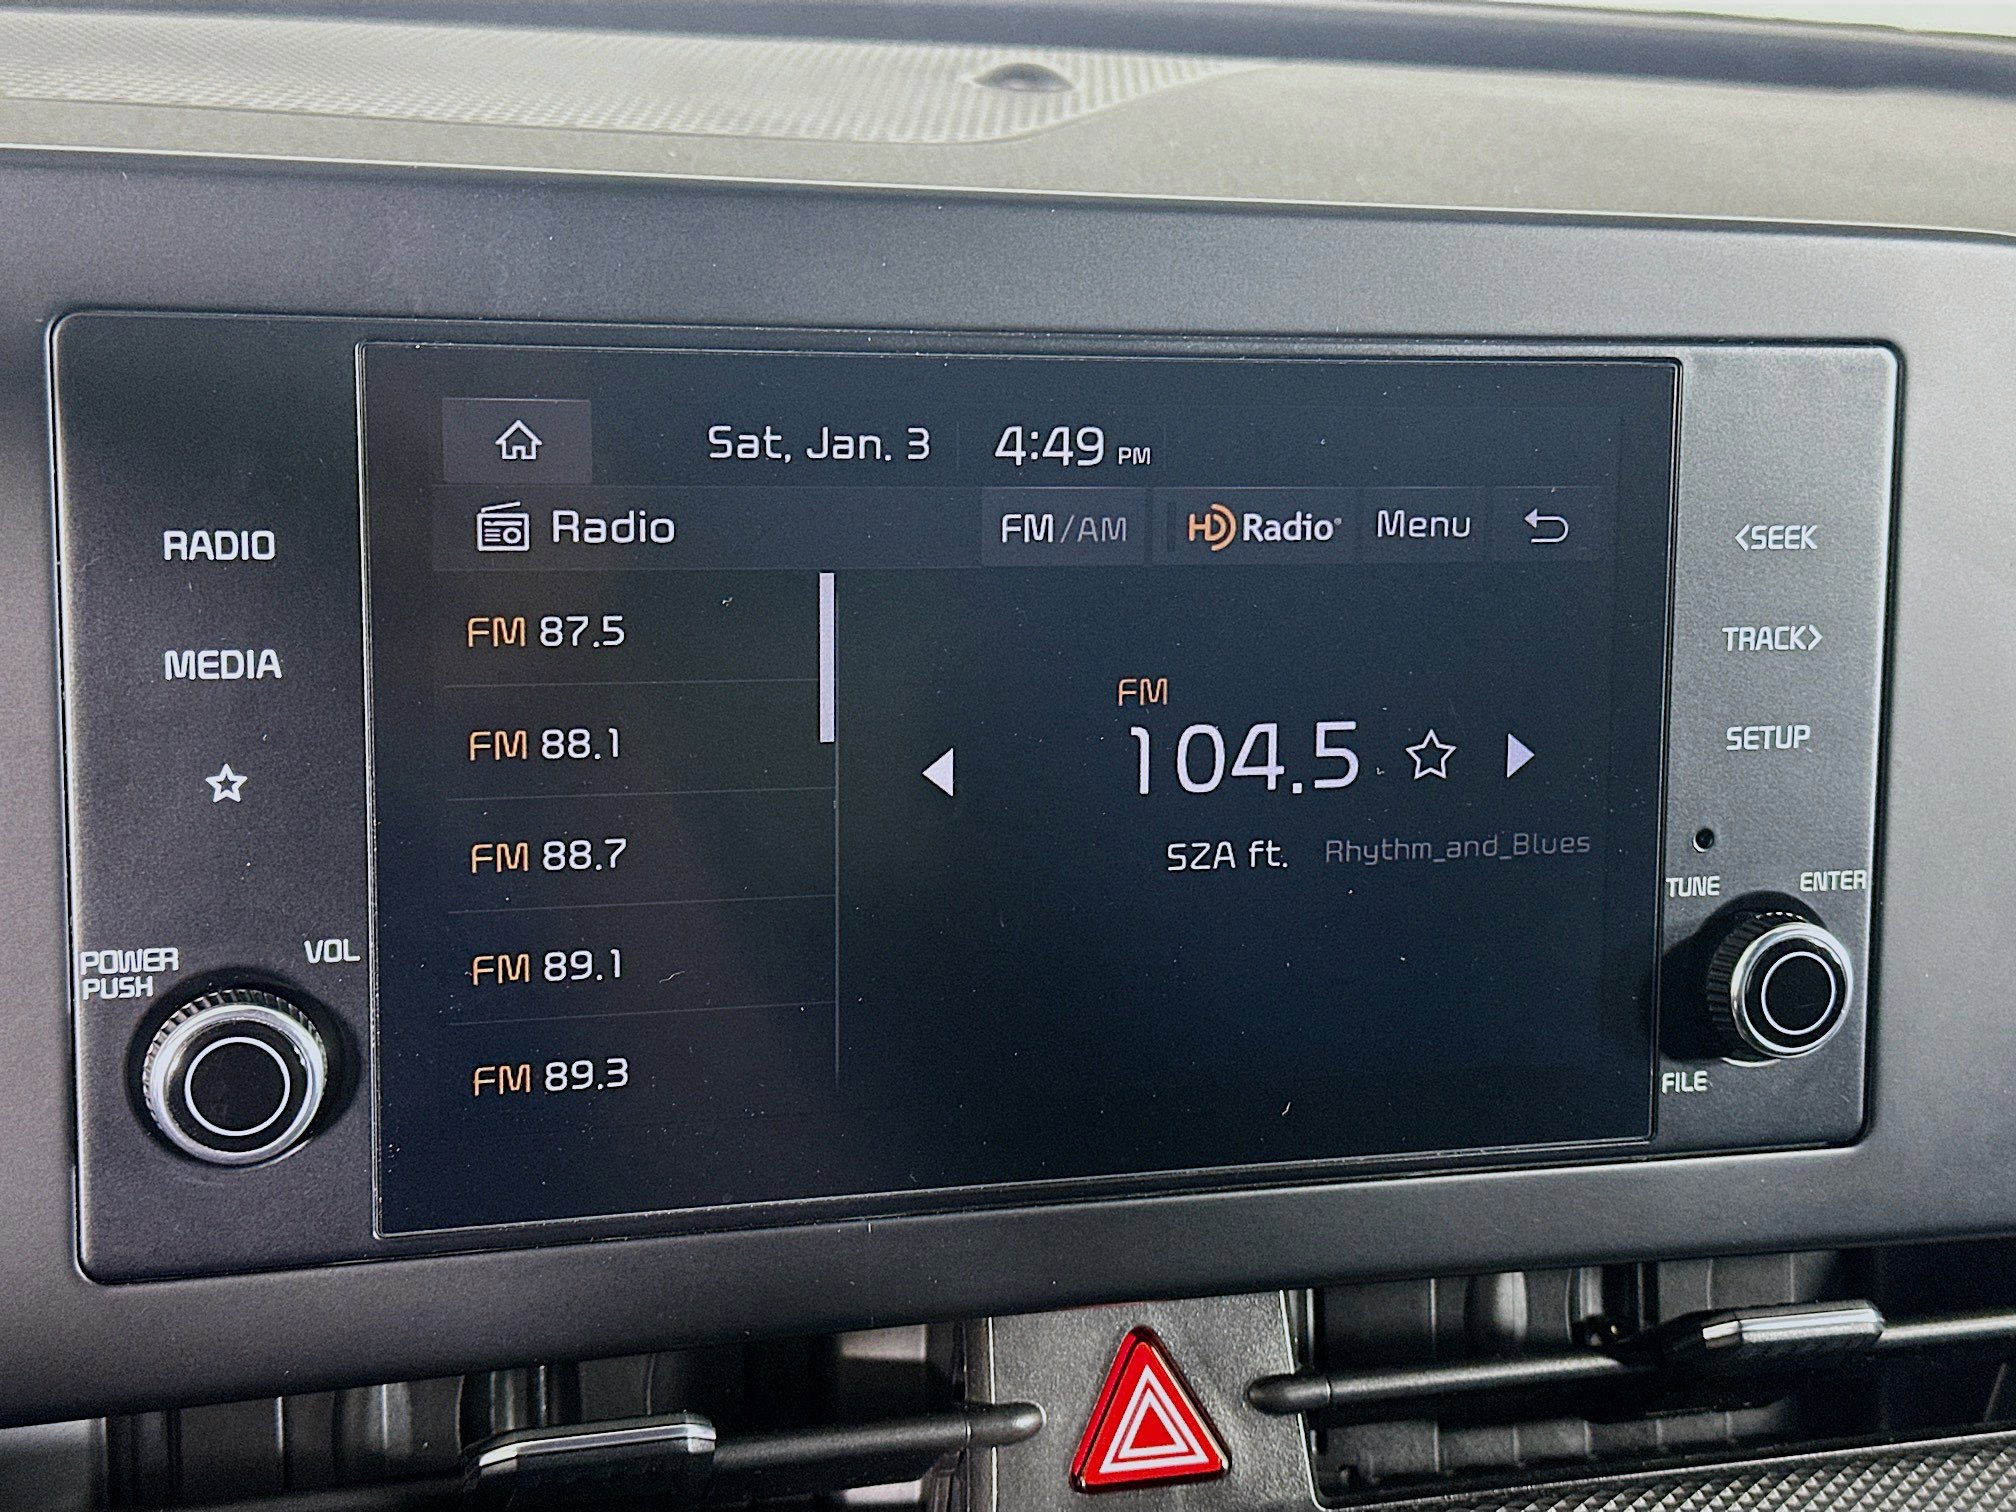 Sat, Jan. 3 4:49 PM
Radio FM/AM HD Radio® Menu
RADIO
MEDIA
POWER
PUSH
VOL
FM 87.5
FM 88.1
FM 88.7
FM 89.1
FM 89.3
FM
104.5
SZA ft. Rhythm_and_Blues
<SEEK
TRACK>
SETUP
TUNE
ENTER
FILE